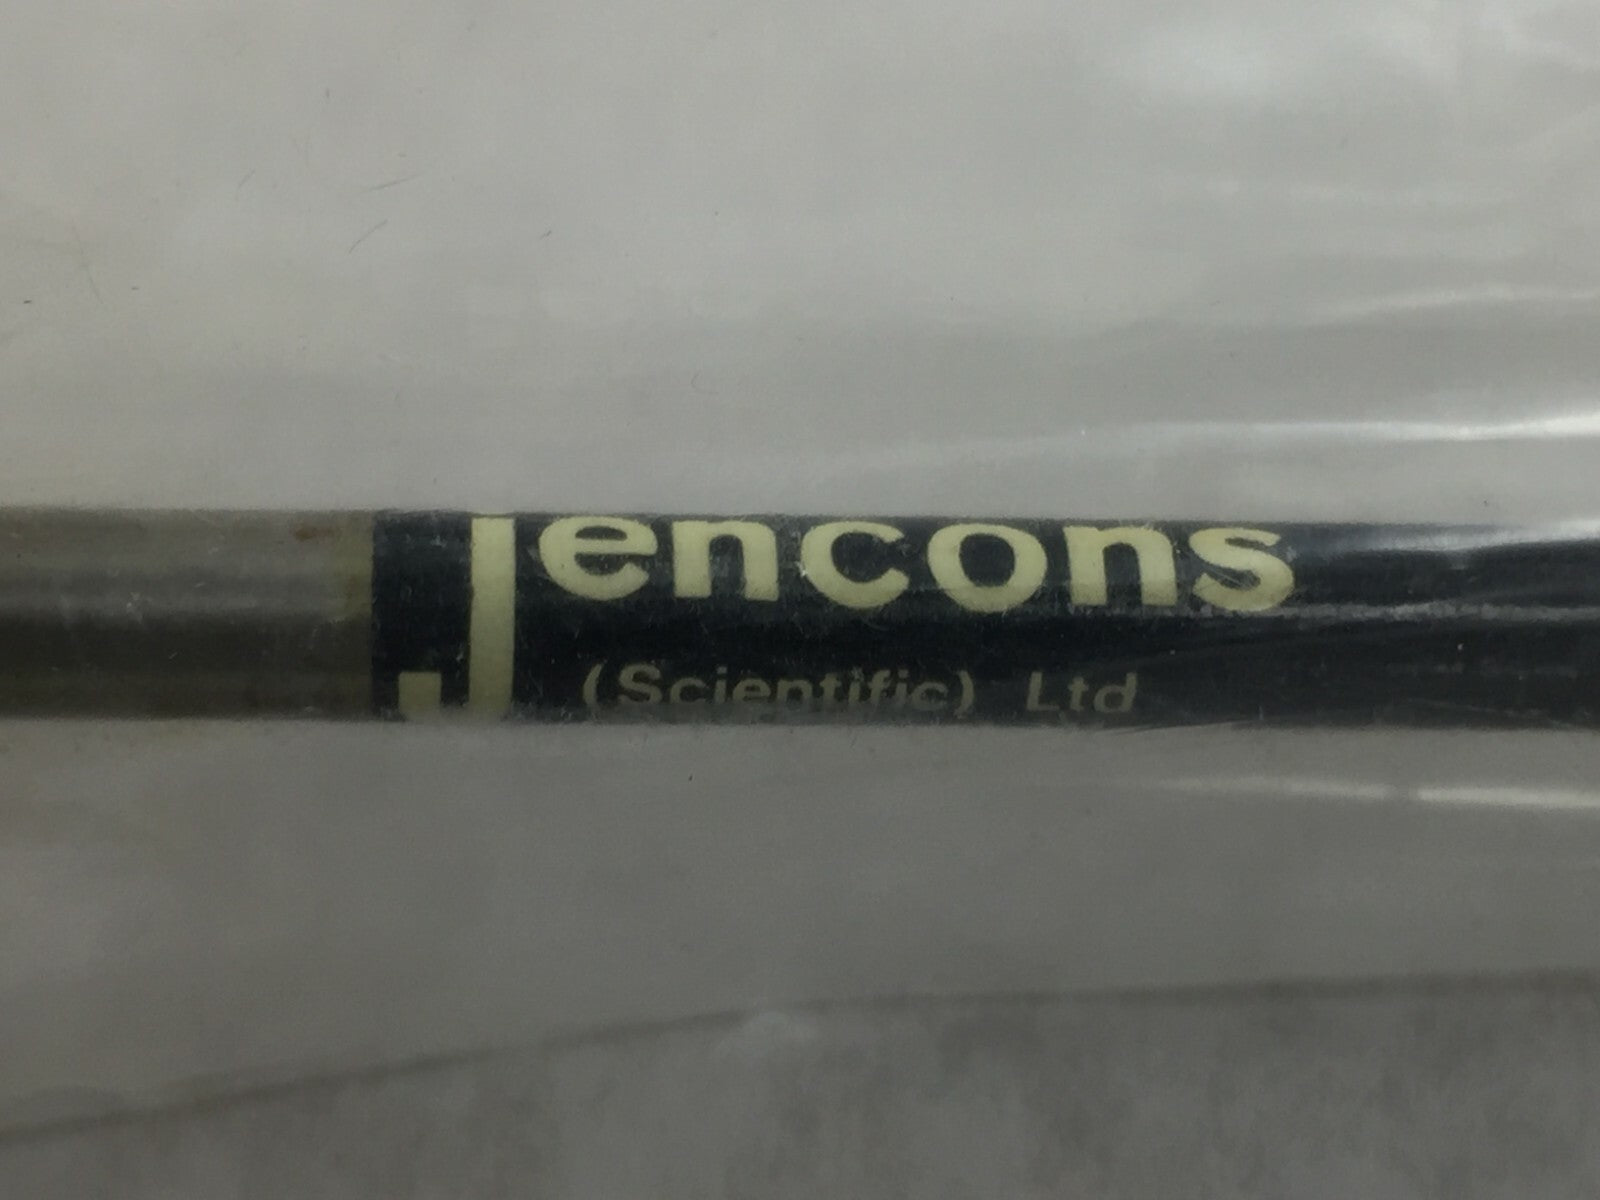 Jencons
(Scientific) Ltd